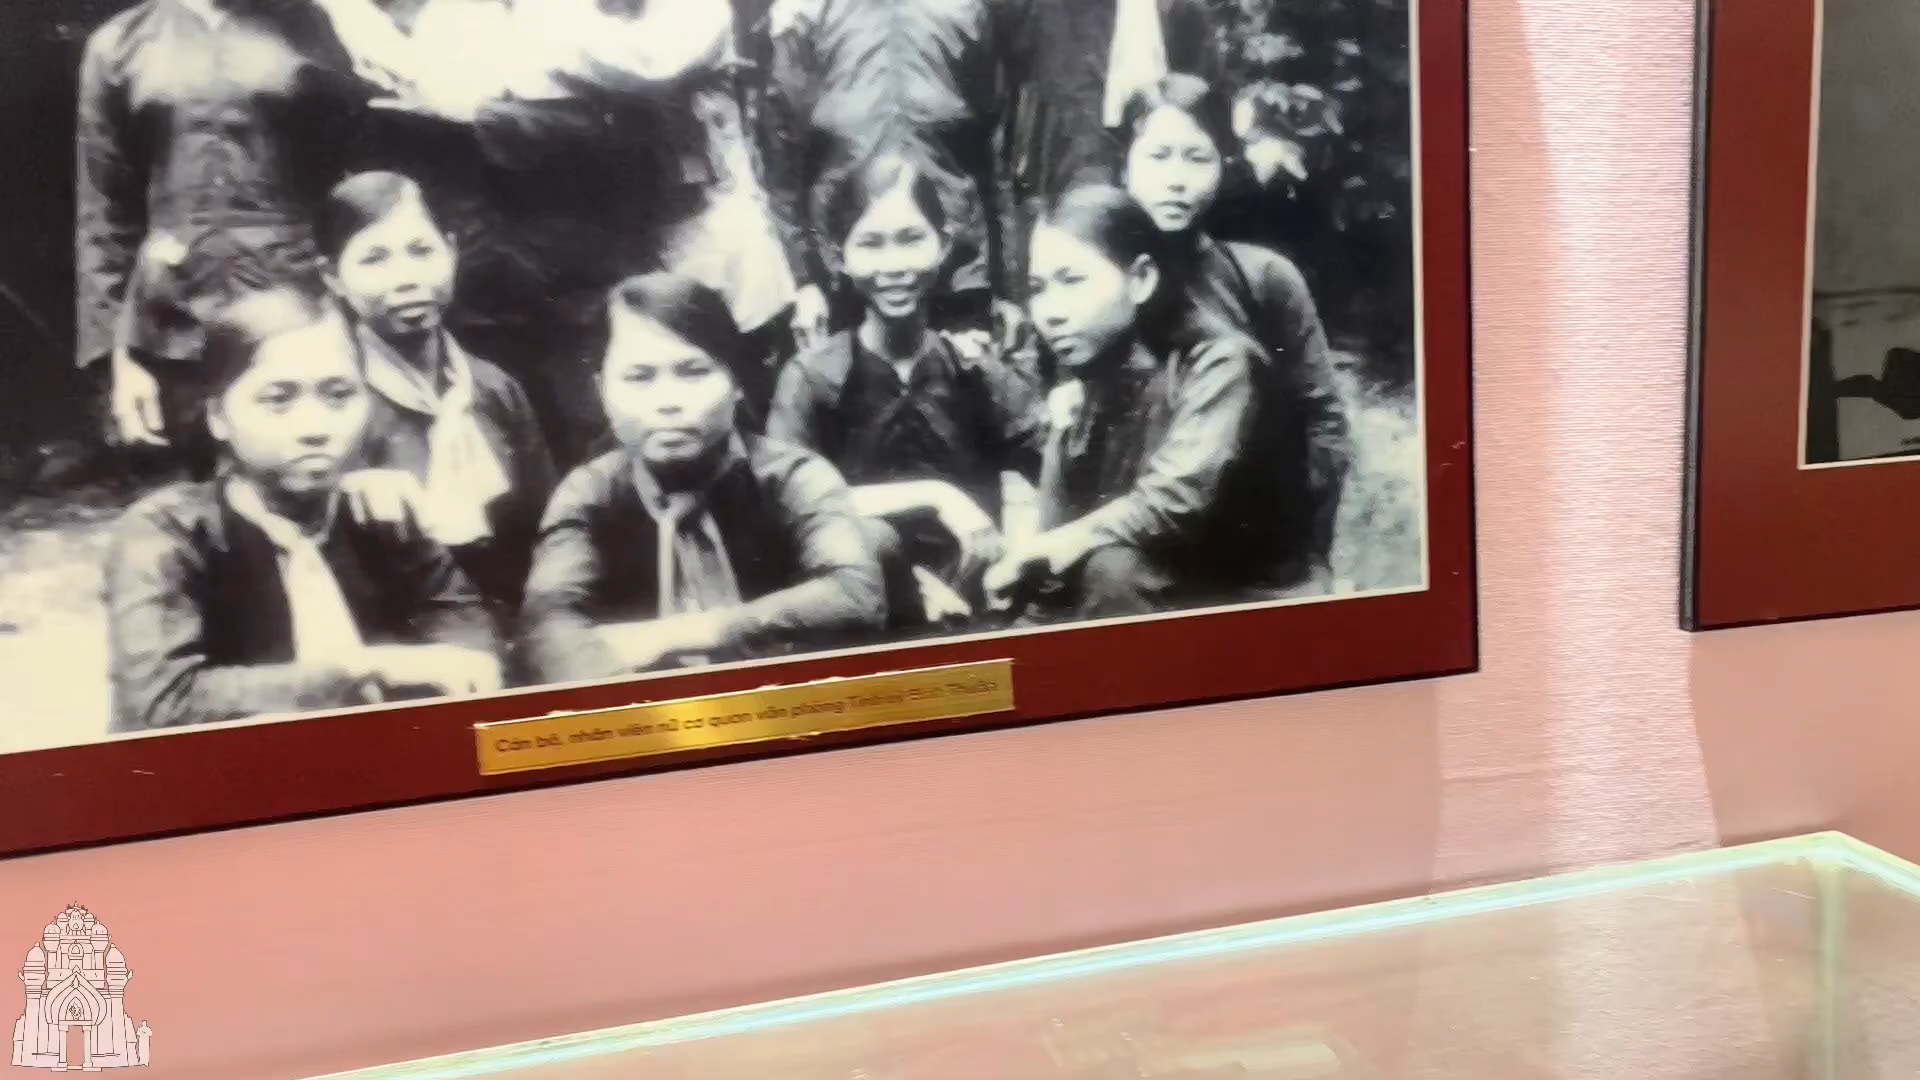 Cán bộ, nhân viên nữ cơ quan văn phòng Tỉnh ủy Bình Thuận